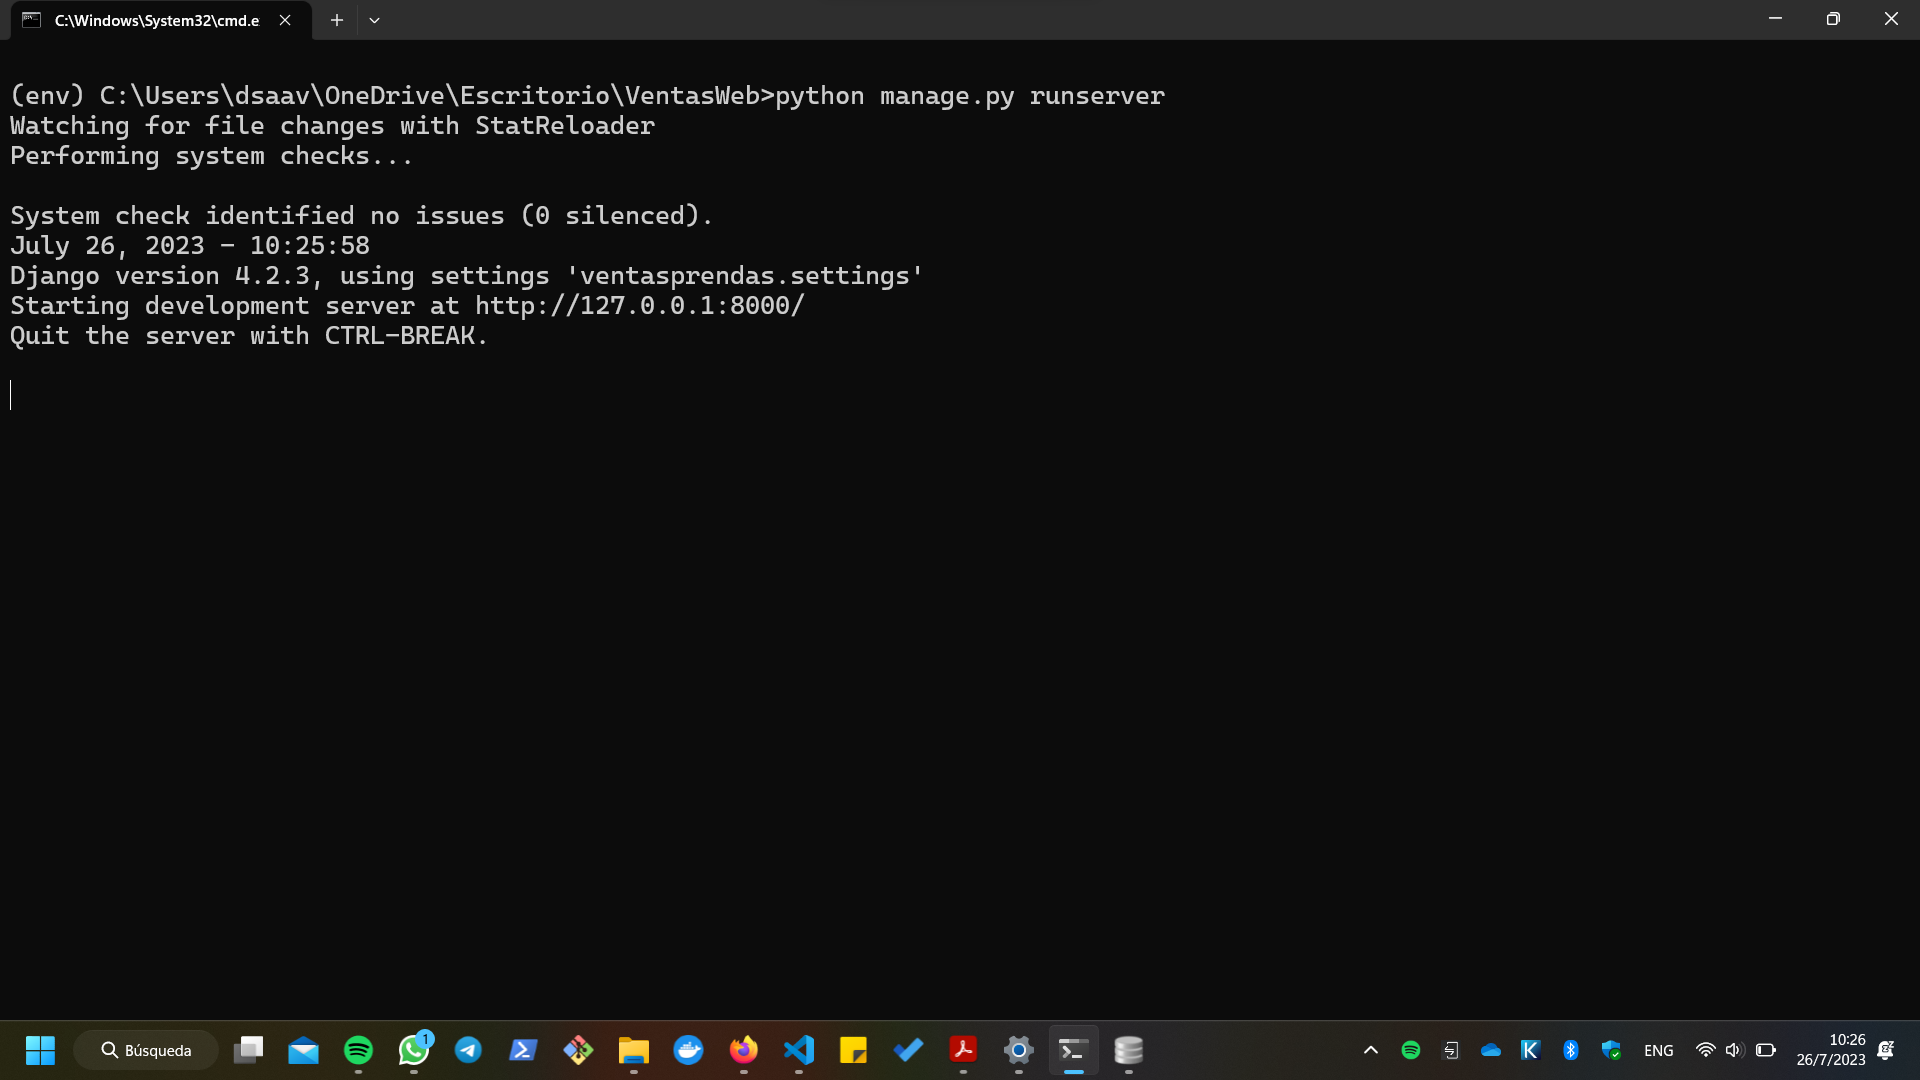 C:\Windows\System32\cmd.e
(env) C:\Users\dsaav\OneDrive\Escritorio\VentasWeb>python manage.py runserver
Watching for file changes with StatReloader
Performing system checks...
System check identified no issues (0 silenced).
July 26, 2023 - 10:25:58
Django version 4.2.3, using settings 'ventasprendas.settings'
Starting development server at http://127.0.0.1:8000/
Quit the server with CTRL-BREAK.
Búsqueda
1
ENG
10:26
26/7/2023